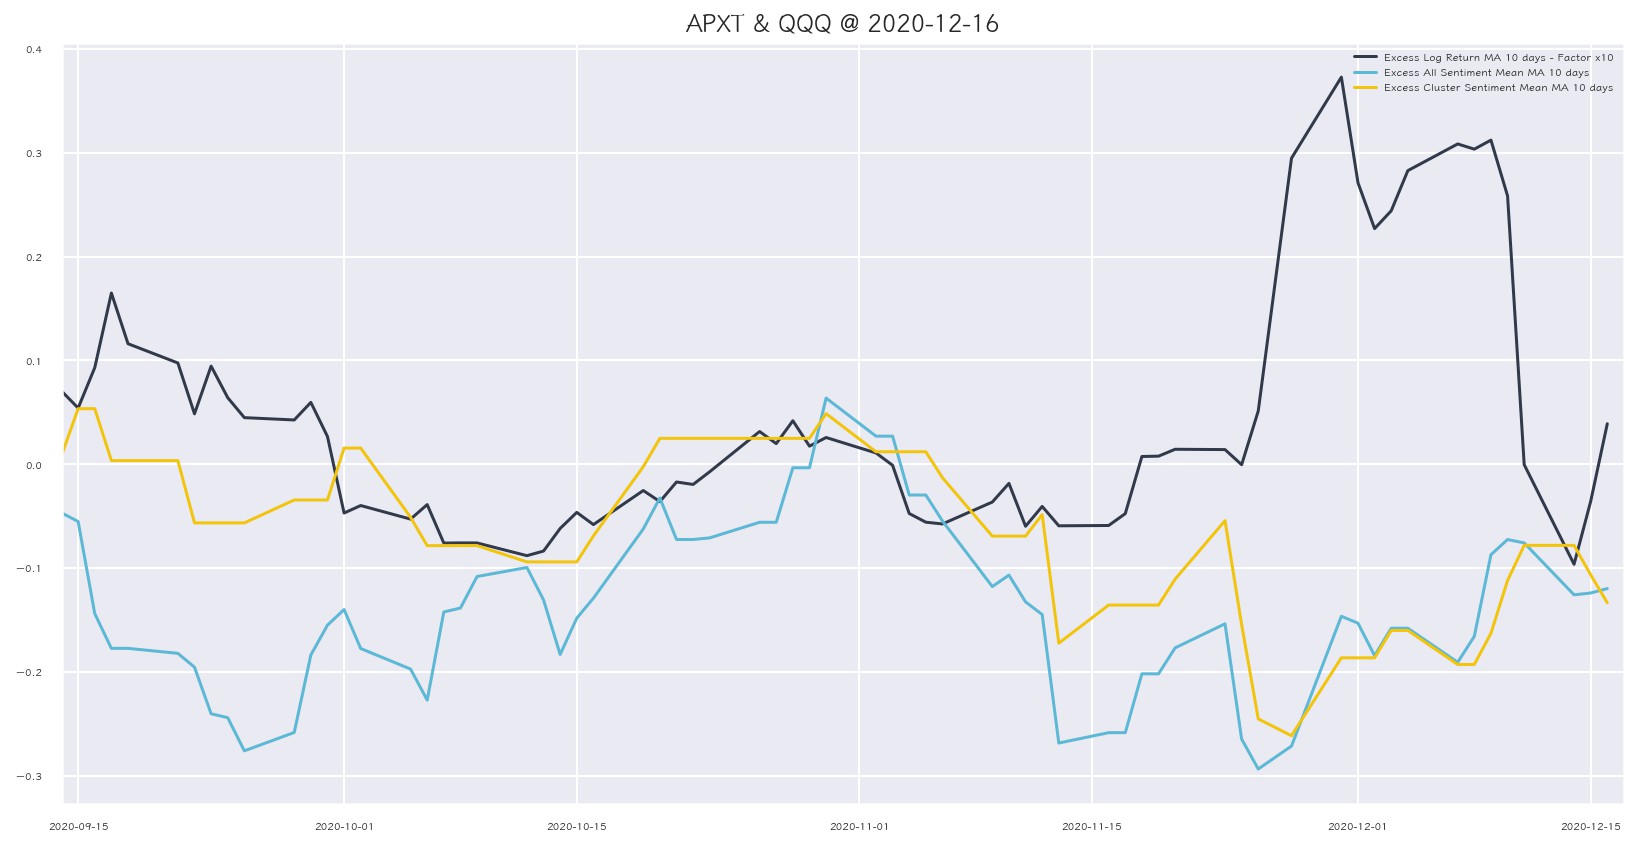 APXT & QQQ @ 2020-12-16
Excess Log Return MA 10 days - Factor x10
Excess All Sentiment Mean MA 10 days
Excess Cluster Sentiment Mean MA 10 days
0.4
0.3
0.2
0.1
0.0
−0.1
−0.2
−0.3
2020-09-15 2020-10-01 2020-10-15 2020-11-01 2020-11-15 2020-12-01 2020-12-15